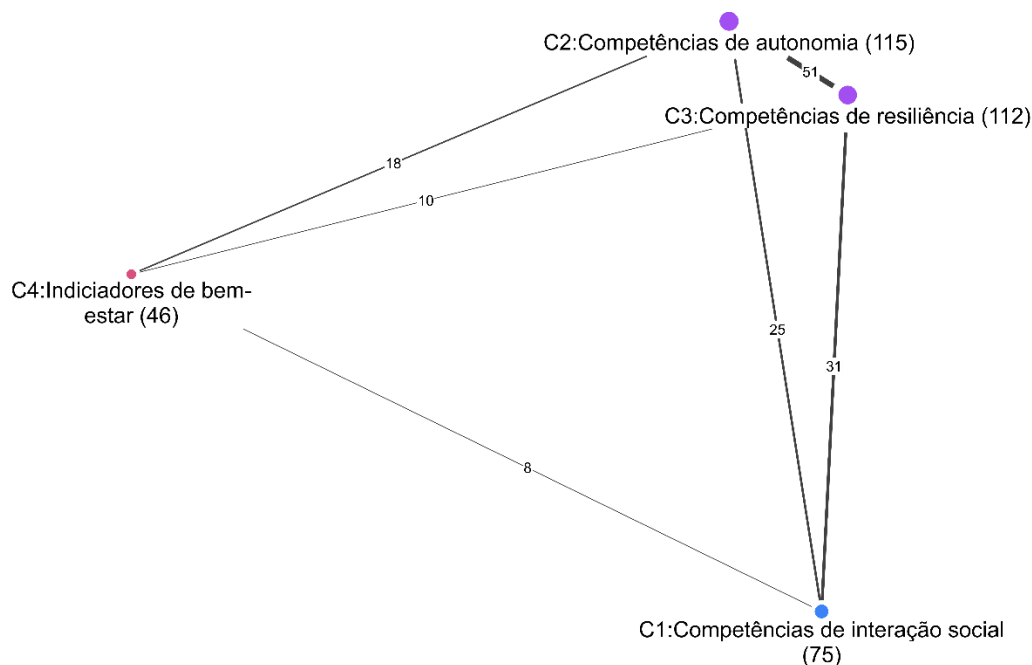 C2:Competências de autonomia (115)
51
C3:Competências de resiliência (112)
18
10
C4:Indiciadores de bem-
estar (46)
25
31
8
C1:Competências de interação social
(75)